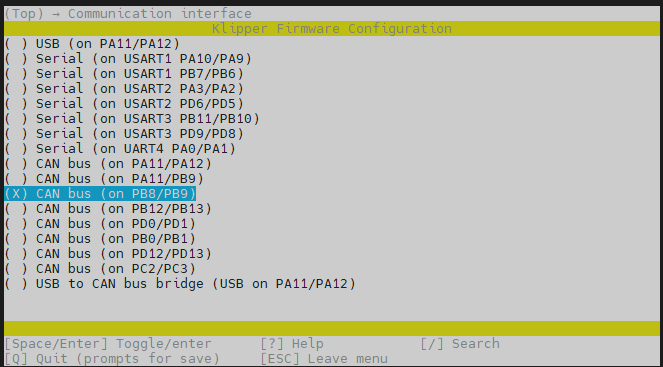 (Top) → Communication interface
Klipper Firmware Configuration
( ) USB (on PA11/PA12)
( ) Serial (on USART1 PA10/PA9)
( ) Serial (on USART1 PB7/PB6)
( ) Serial (on USART2 PA3/PA2)
( ) Serial (on USART2 PD6/PD5)
( ) Serial (on USART3 PB11/PB10)
( ) Serial (on USART3 PD9/PD8)
( ) Serial (on UART4 PA0/PA1)
( ) CAN bus (on PA11/PA12)
( ) CAN bus (on PA11/PB9)
(X) CAN bus (on PB8/PB9)
( ) CAN bus (on PB12/PB13)
( ) CAN bus (on PD0/PD1)
( ) CAN bus (on PB0/PB1)
( ) CAN bus (on PD12/PD13)
( ) CAN bus (on PC2/PC3)
( ) USB to CAN bus bridge (USB on PA11/PA12)
[Space/Enter] Toggle/enter [?] Help [/] Search
[Q] Quit (prompts for save) [ESC] Leave menu